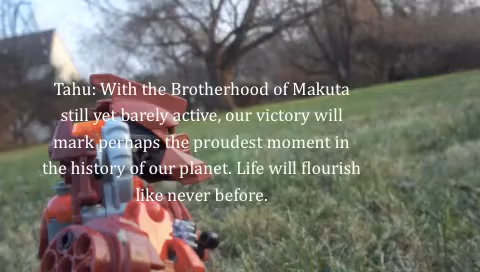 Tahu: With the Brotherhood of Makuta
still yet barely active, our victory will
mark perhaps the proudest moment in
the history of our planet. Life will flourish
like never before.